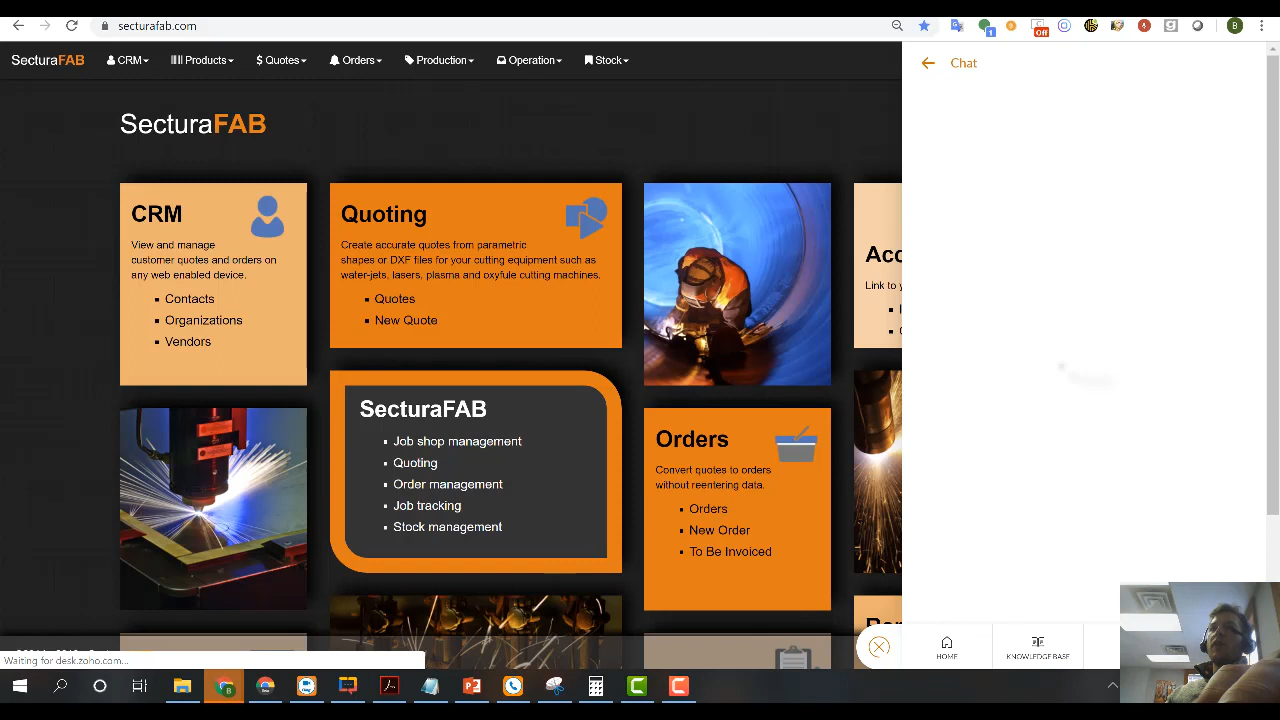 securafab.com
Off
1
B
SecturaFAB
CRM
Products
$ Quotes
Orders
Production
Operation
Stock
Chat
SecturaFAB
CRM
View and manage
customer quotes and orders on
any web enabled device.
Contacts
Organizations
Vendors
Quoting
Create accurate quotes from parametric
shapes or DXF files for your cutting equipment such as
water-jets, lasers, plasma and oxyfule cutting machines.
Quotes
New Quote
Acc
Link to y
SecturaFAB
Job shop management
Quoting
Order management
Job tracking
Stock management
Orders
Convert quotes to orders
without reentering data.
Orders
New Order
To Be Invoiced
HOME
KNOWLEDGE BASE
Waiting for desk.zoho.com...
B